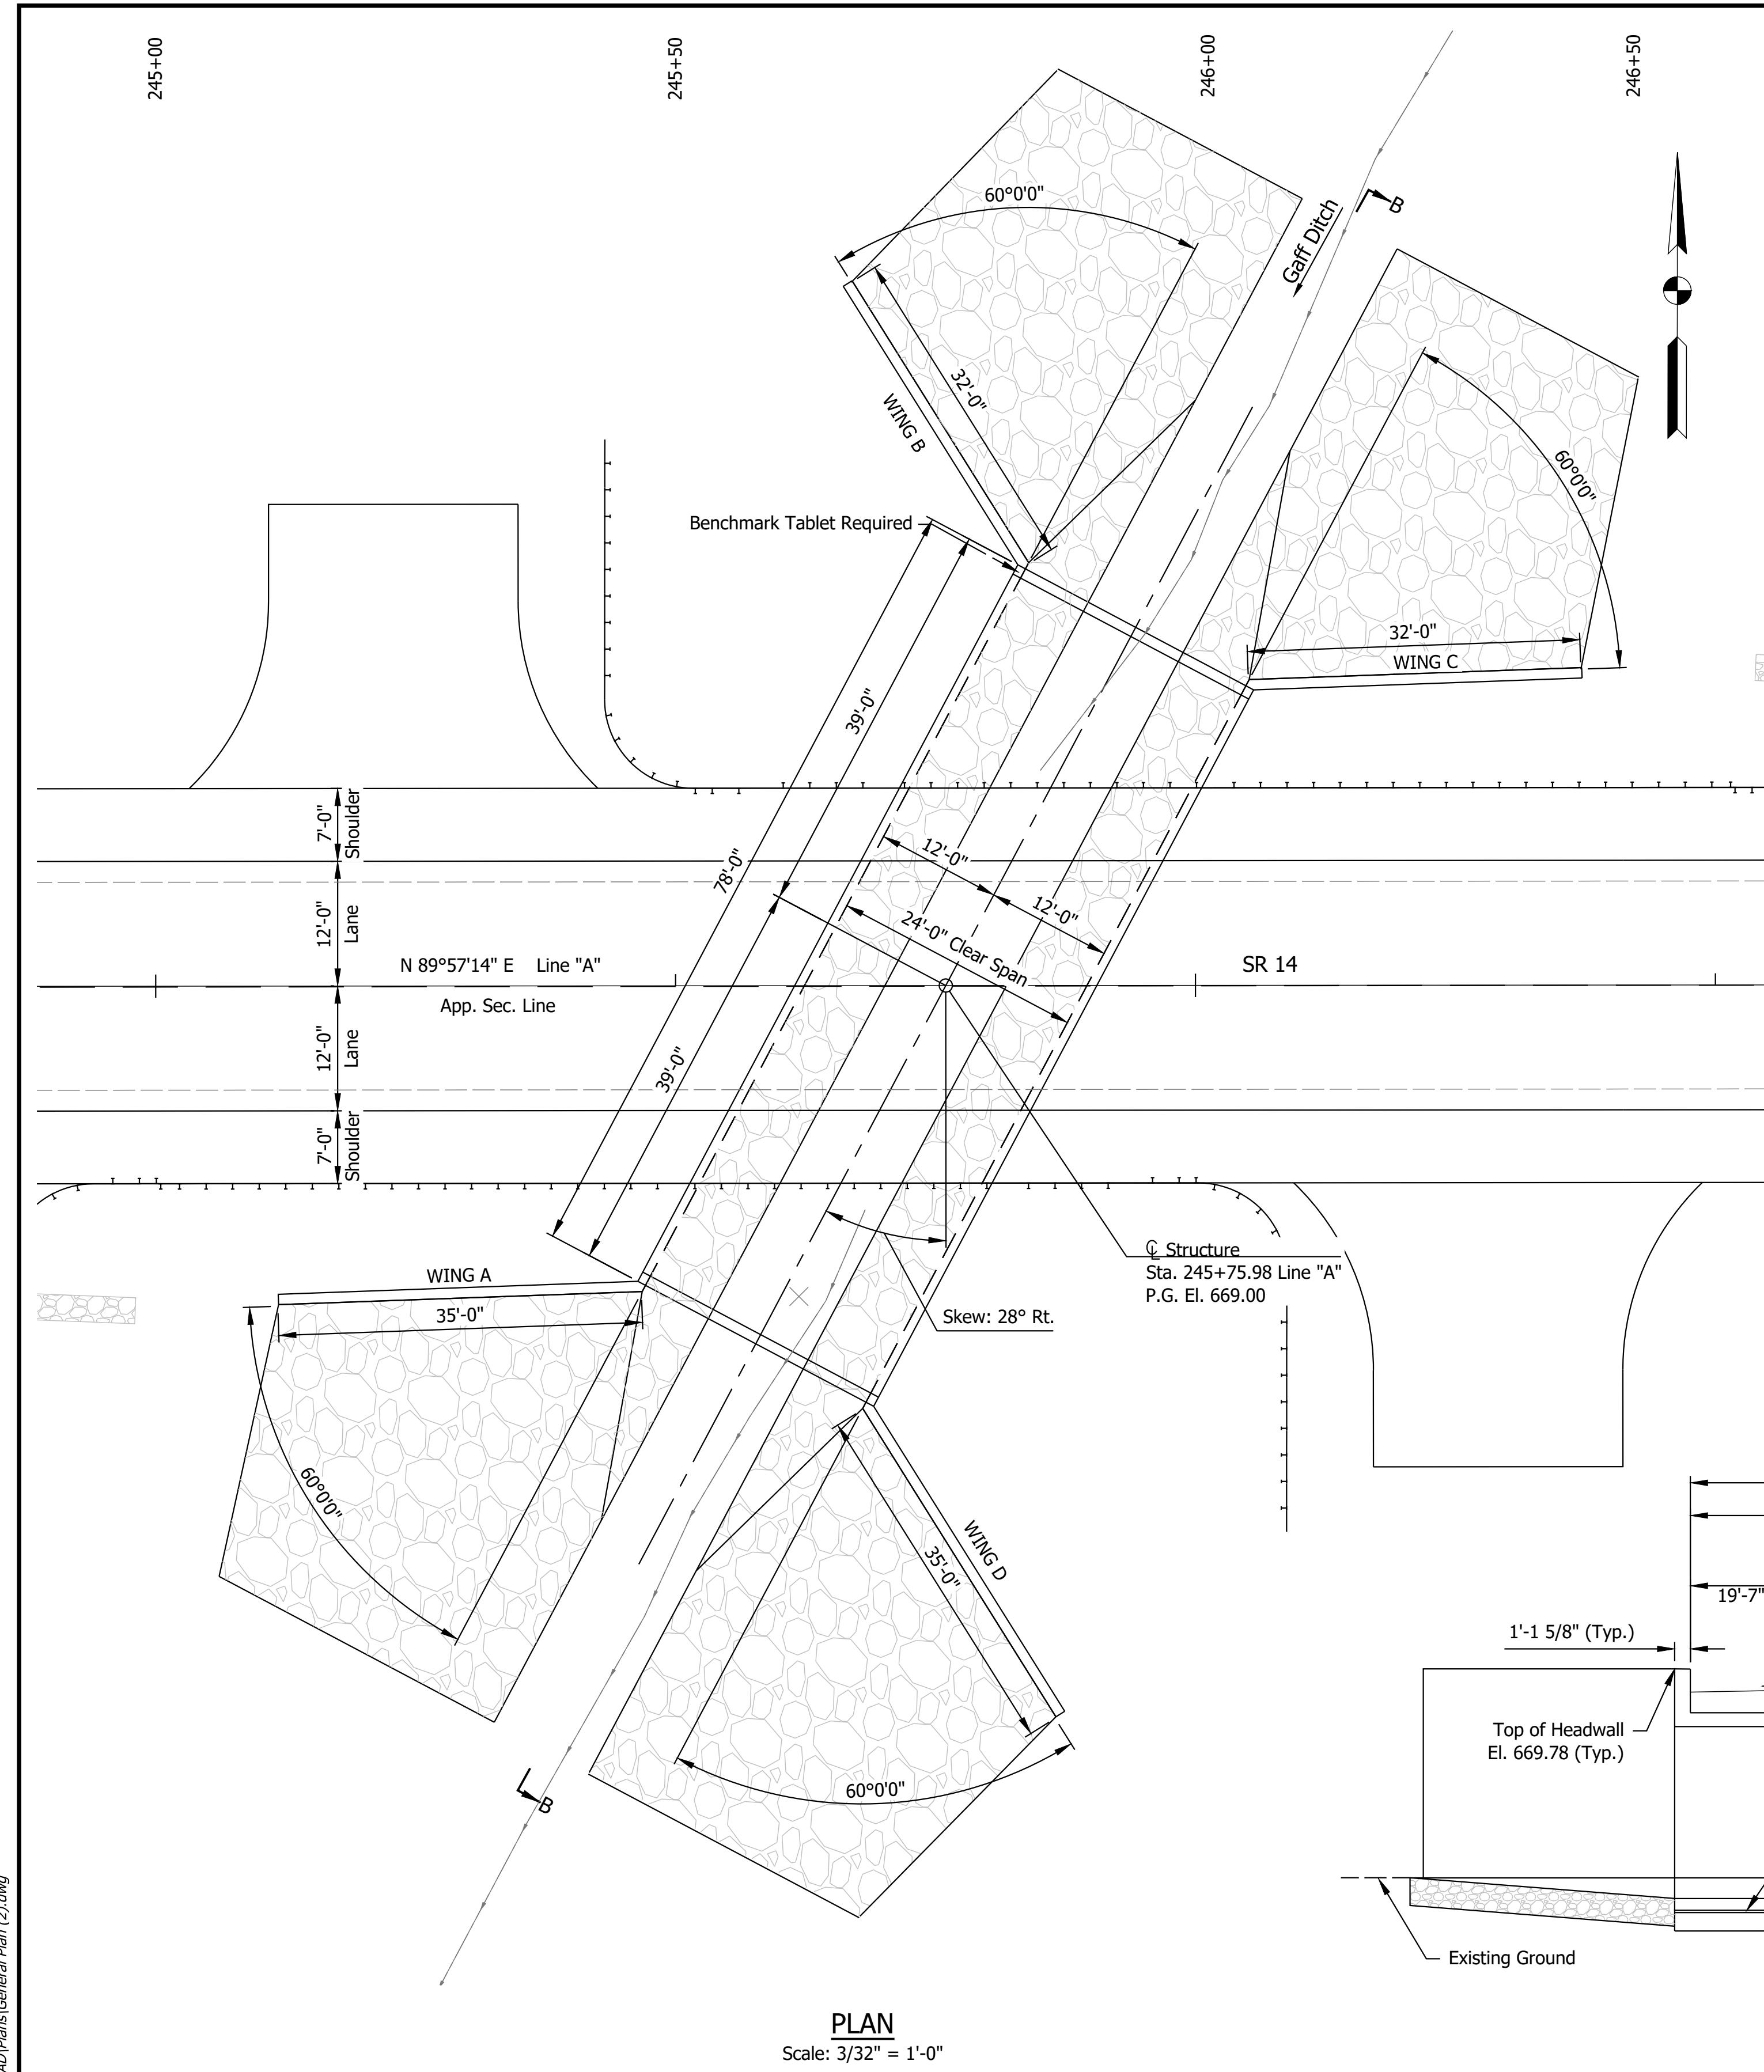 245+00
245+50
246+00
246+50
60°0'0"
B
Gaff Ditch
32'-0"
WING B
60°0'0"
Benchmark Tablet Required
32'-0"
WING C
39'-0"
7'-0"
Shoulder
78'-0"
12'-0"
12'-0"
12'-0"
Lane
24'-0" Clear Span
N 89°57'14" E Line "A"
SR 14
App. Sec. Line
12'-0"
Lane
39'-0"
7'-0"
Shoulder
℄ Structure
Sta. 245+75.98 Line "A"
P.G. El. 669.00
WING A
35'-0"
Skew: 28° Rt.
60°0'0"
WING D
35'-0"
19'-7"
1'-1 5/8" (Typ.)
Top of Headwall
El. 669.78 (Typ.)
60°0'0"
B
Existing Ground
PLAN
Scale: 3/32" = 1'-0"
\Plans\General Plan (2).dwg